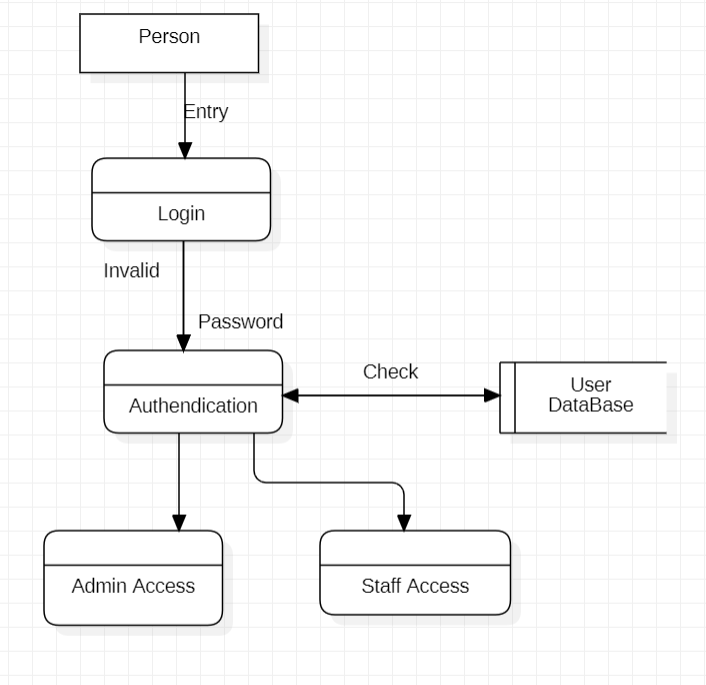 Person
Entry
Login
Invalid
Password
Check
User
DataBase
Authendication
Admin Access
Staff Access